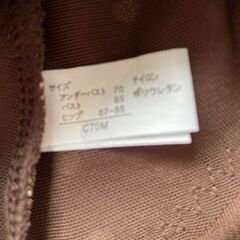 サイズ
アンダーバスト 70
バスト 83
ヒップ 87-95
C70M
ナイロン
ポリウレタン